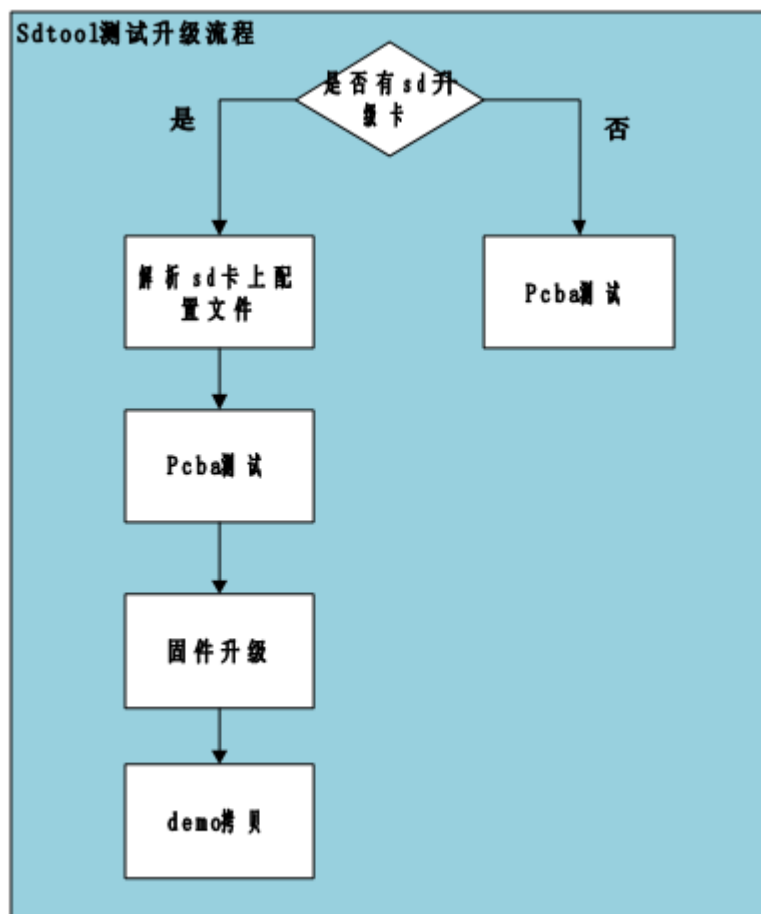 Sdtool测试升级流程
是否有sd升
级卡
是
否
解析sd卡上配
置文件
Pcba测试
Pcba测试
固件升级
demo拷贝